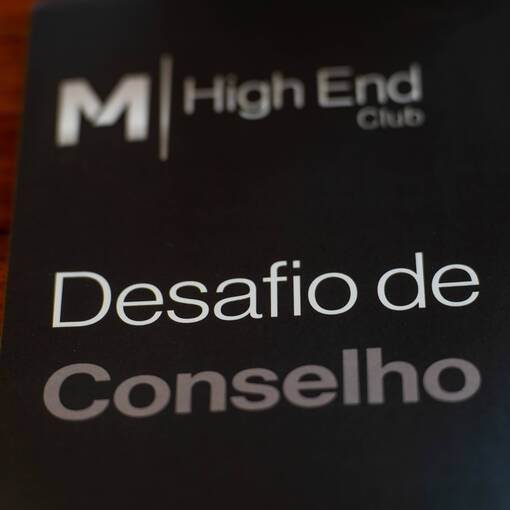 M | High End
Club
Desafio de
Conselho